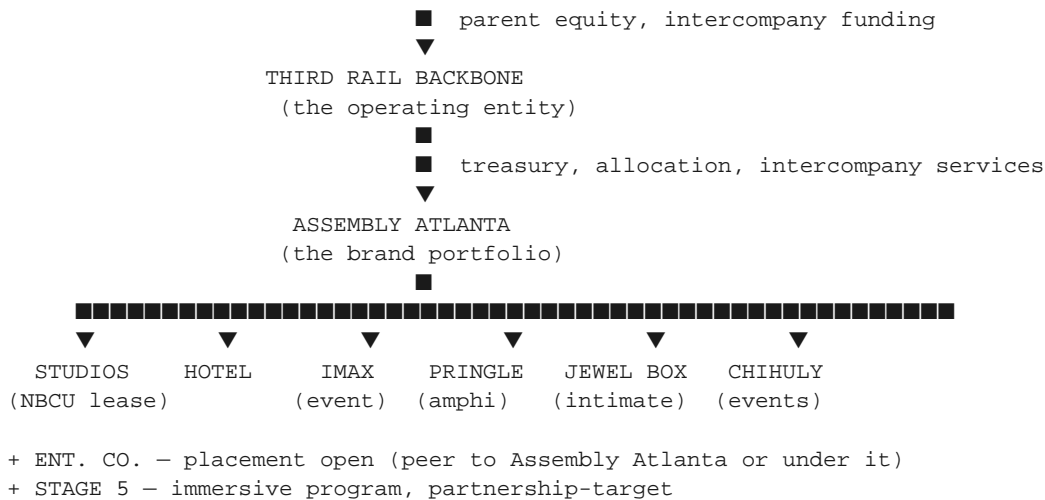 parent equity, intercompany funding
THIRD RAIL BACKBONE
(the operating entity)
treasury, allocation, intercompany services
ASSEMBLY ATLANTA
(the brand portfolio)
STUDIOS HOTEL IMAX PRINGLE JEWEL BOX CHIHULY
(NBCU lease) (event) (amphi) (intimate) (events)
+ ENT. CO. — placement open (peer to Assembly Atlanta or under it)
+ STAGE 5 — immersive program, partnership-target